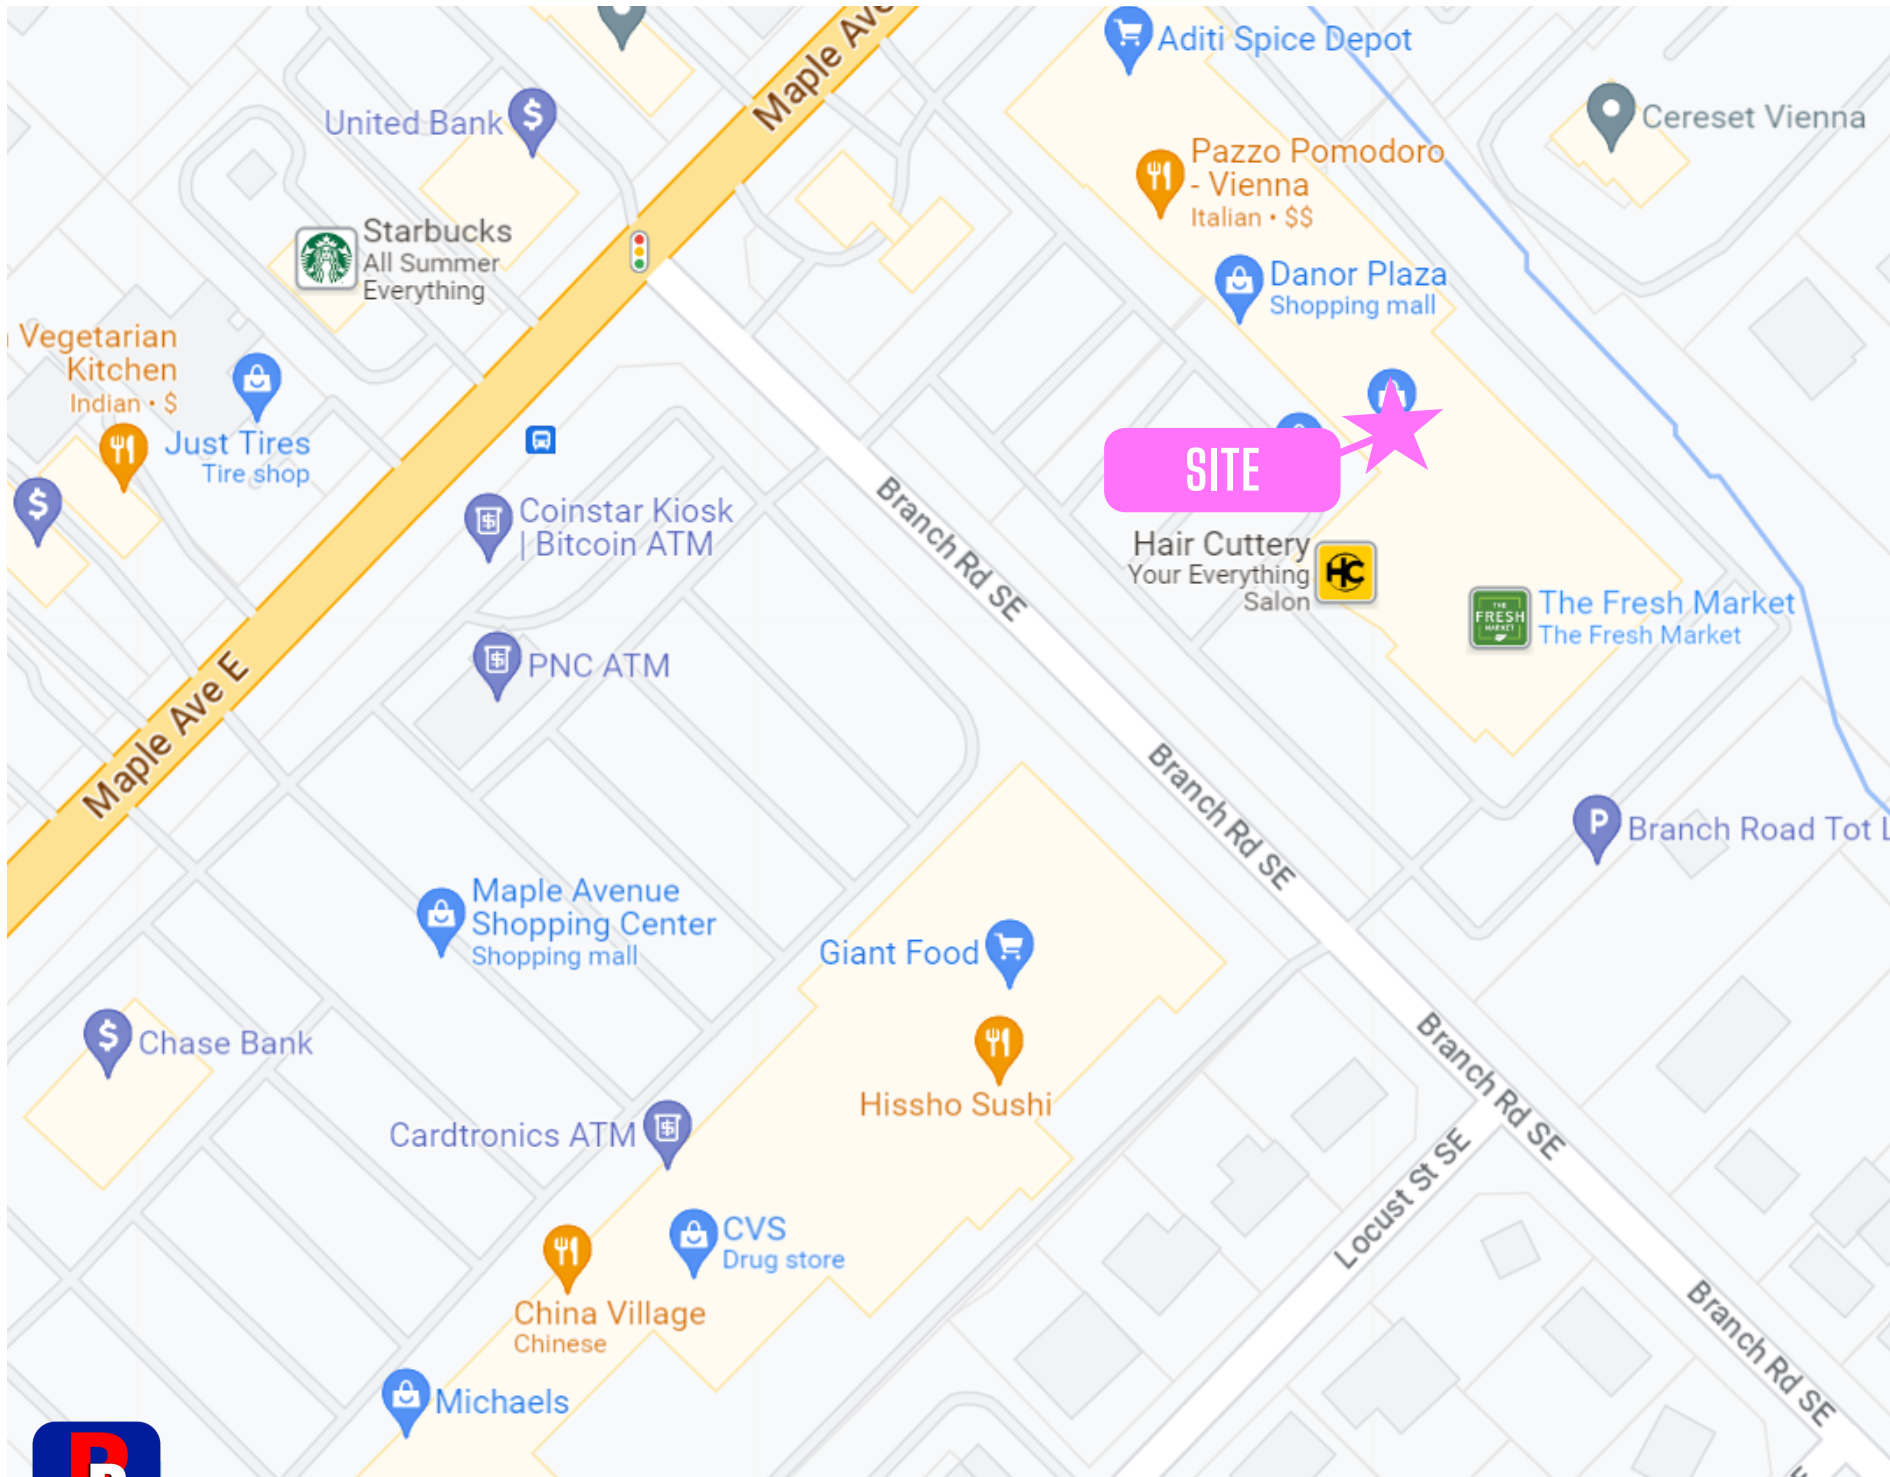 Maple Ave
Aditi Spice Depot
United Bank
Cereset Vienna
Pazzo Pomodoro
- Vienna
Italian • $$
Starbucks
All Summer
Everything
Danor Plaza
Shopping mall
Vegetarian
Kitchen
Indian • $
Just Tires
Tire shop
SITE
Coinstar Kiosk
| Bitcoin ATM
Branch Rd SE
Hair Cuttery
Your Everything
Salon
HC
THE
FRESH
MARKET
The Fresh Market
The Fresh Market
PNC ATM
Maple Ave E
Branch Rd SE
P
Branch Road Tot L
Maple Avenue
Shopping Center
Shopping mall
Giant Food
Chase Bank
Hissho Sushi
Branch Rd SE
Cardtronics ATM
Locust St SE
CVS
Drug store
China Village
Chinese
Branch Rd SE
Michaels